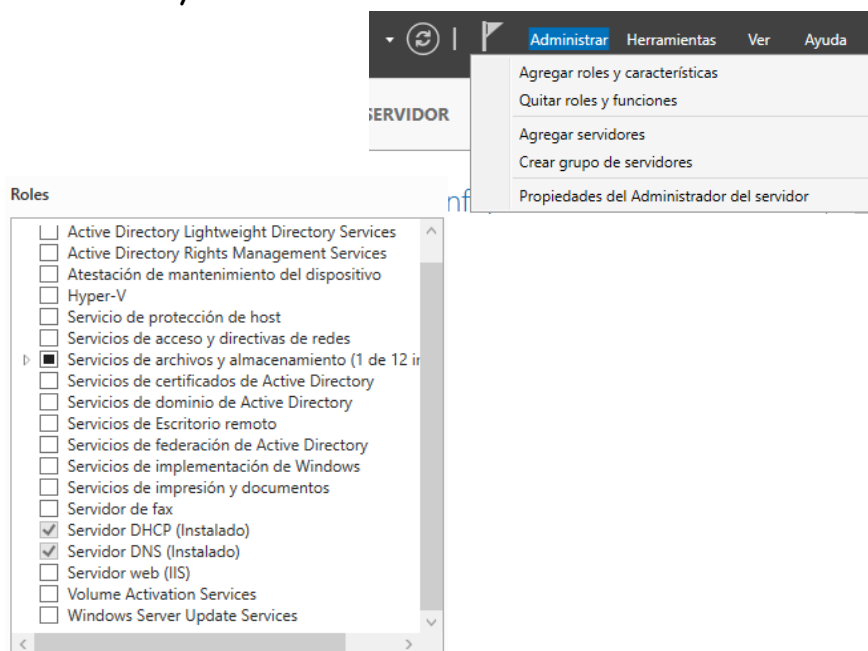 Administrar Herramientas Ver Ayuda
Agregar roles y características
Quitar roles y funciones
Agregar servidores
Crear grupo de servidores
Propiedades del Administrador del servidor
SERVIDOR
nf
Roles
Active Directory Lightweight Directory Services
Active Directory Rights Management Services
Atestación de mantenimiento del dispositivo
Hyper-V
Servicio de protección de host
Servicios de acceso y directivas de redes
Servicios de archivos y almacenamiento (1 de 12 in
Servicios de certificados de Active Directory
Servicios de dominio de Active Directory
Servicios de Escritorio remoto
Servicios de federación de Active Directory
Servicios de implementación de Windows
Servicios de impresión y documentos
Servidor de fax
Servidor DHCP (Instalado)
Servidor DNS (Instalado)
Servidor web (IIS)
Volume Activation Services
Windows Server Update Services